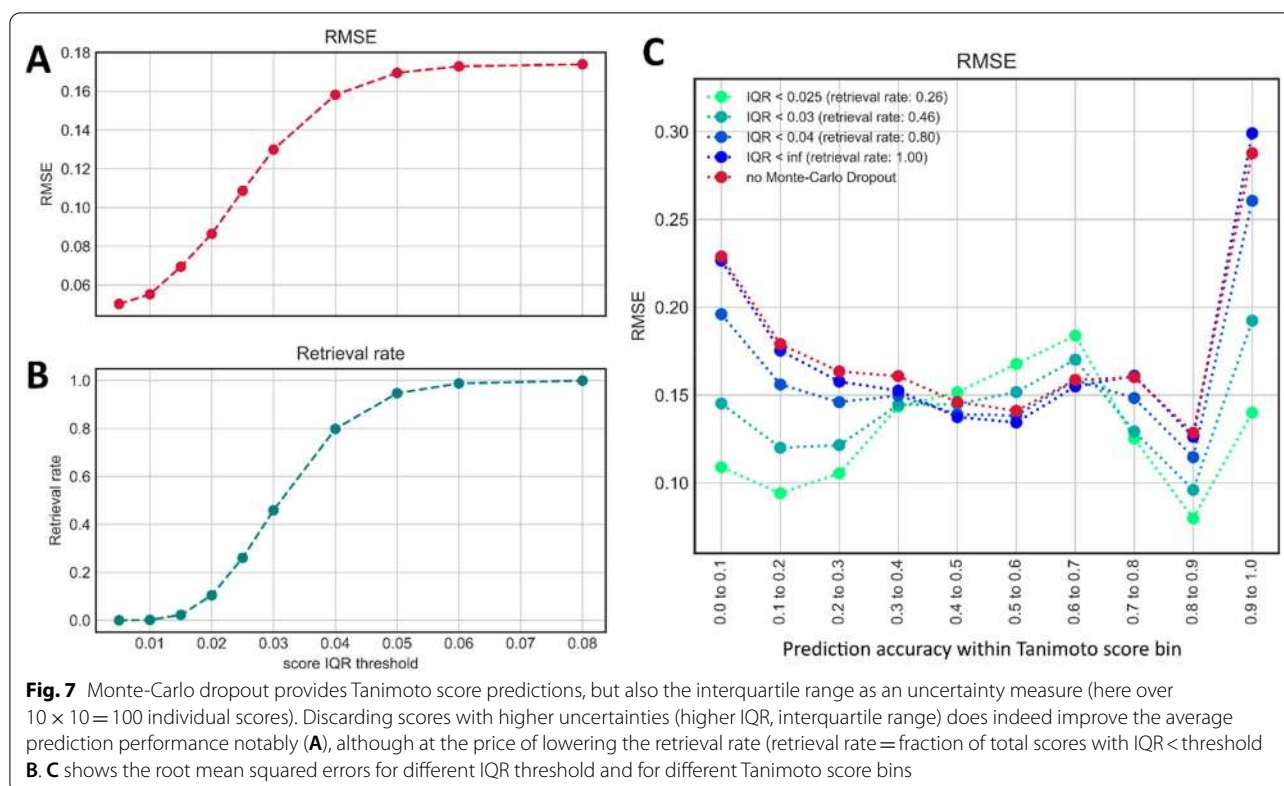 A
RMSE
0.18
0.16
0.14
0.12
0.10
0.08
0.06
RMSE
B
Retrieval rate
1.0
0.8
0.6
0.4
0.2
0.0
Retrieval rate
0.01 0.02 0.03 0.04 0.05 0.06 0.07 0.08
score IQR threshold
C
RMSE
IQR < 0.025 (retrieval rate: 0.26)
IQR < 0.03 (retrieval rate: 0.46)
IQR < 0.04 (retrieval rate: 0.80)
IQR < inf (retrieval rate: 1.00)
no Monte-Carlo Dropout
0.30
0.25
0.20
0.15
0.10
RMSE
0.0 to 0.1
0.1 to 0.2
0.2 to 0.3
0.3 to 0.4
0.4 to 0.5
0.5 to 0.6
0.6 to 0.7
0.7 to 0.8
0.8 to 0.9
0.9 to 1.0
Prediction accuracy within Tanimoto score bin
Fig. 7 Monte-Carlo dropout provides Tanimoto score predictions, but also the interquartile range as an uncertainty measure (here over
10 × 10 = 100 individual scores). Discarding scores with higher uncertainties (higher IQR, interquartile range) does indeed improve the average
prediction performance notably (A), although at the price of lowering the retrieval rate (retrieval rate = fraction of total scores with IQR < threshold
B. C shows the root mean squared errors for different IQR threshold and for different Tanimoto score bins